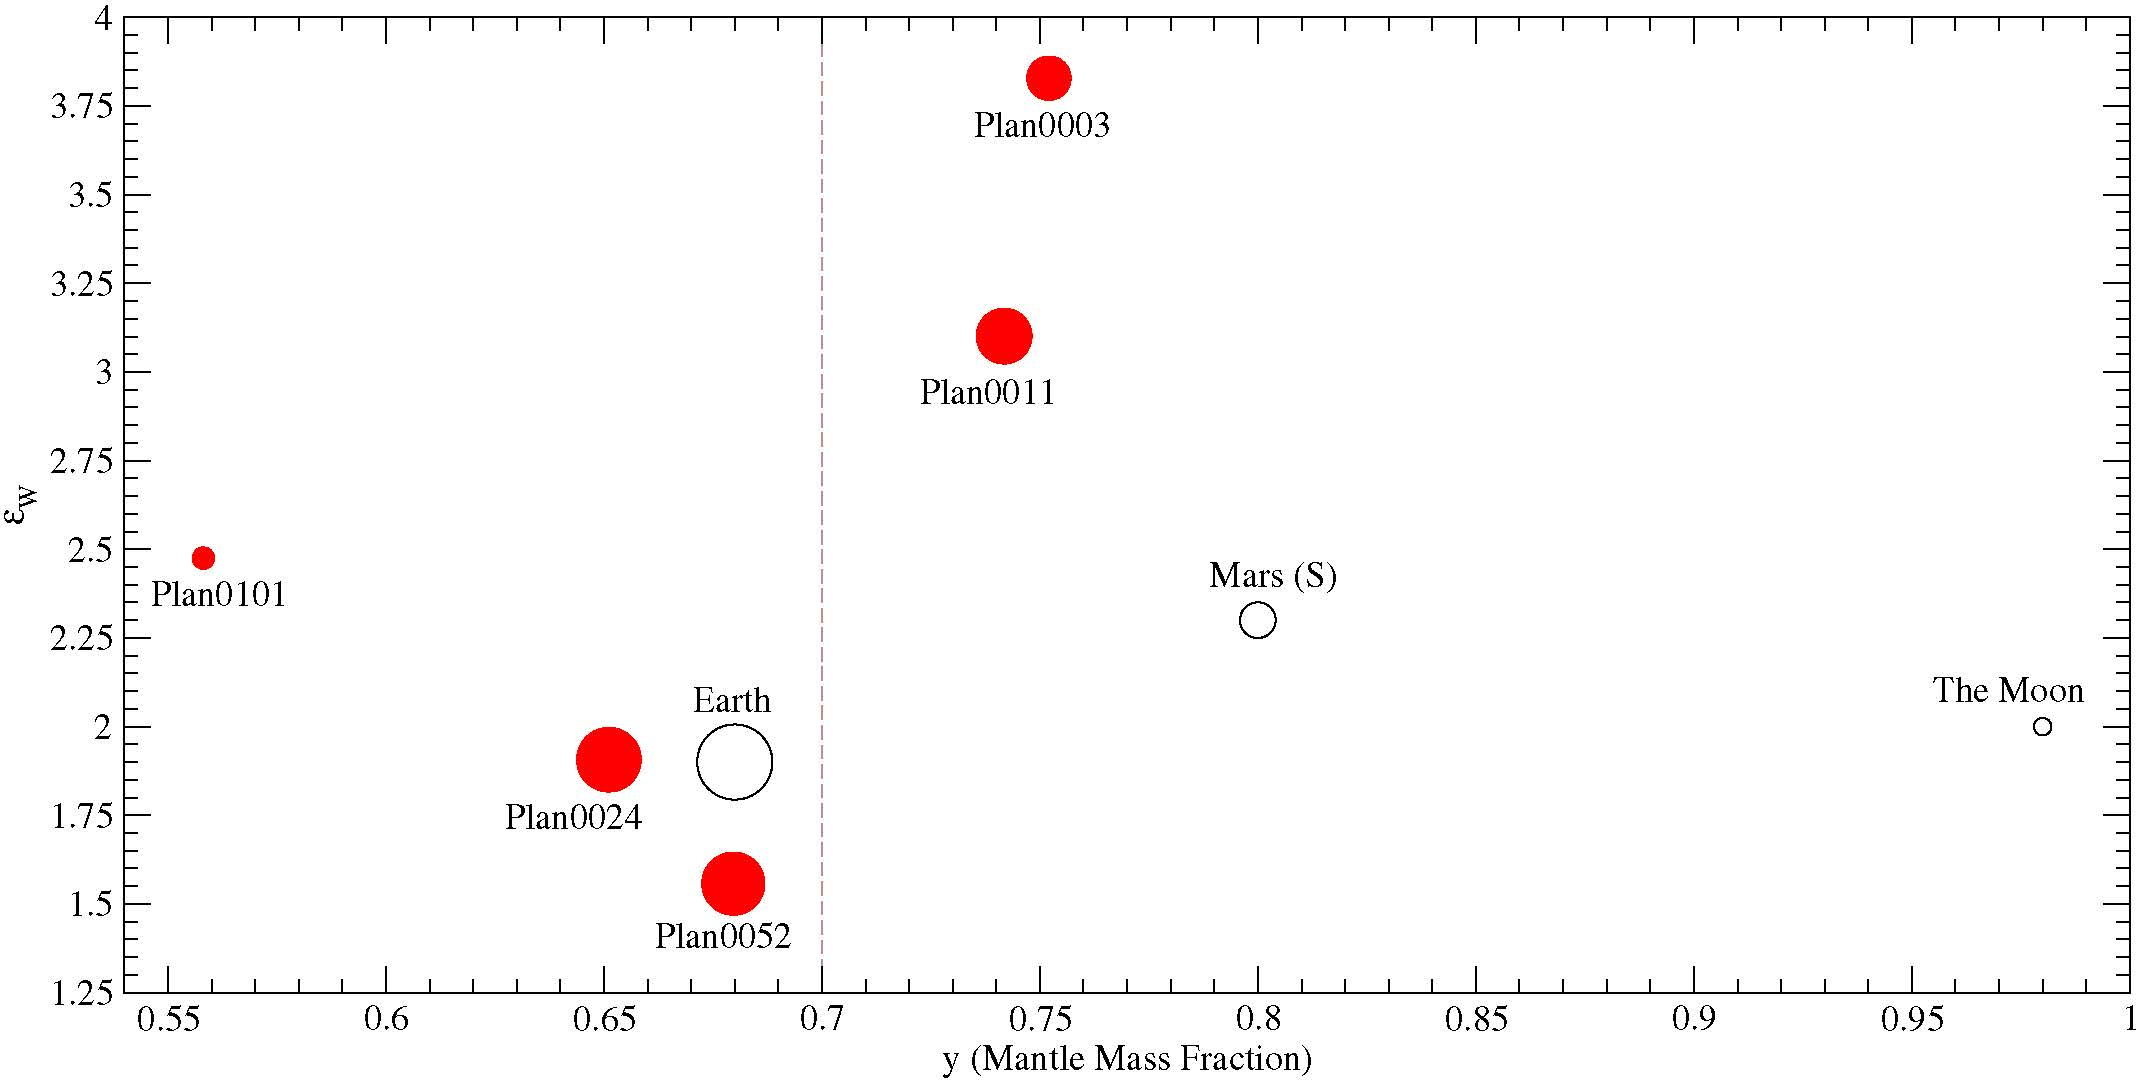 4
3.75
3.5
3.25
3
2.75
2.5
2.25
2
1.75
1.5
1.25
εw
Plan0003
Plan0011
Mars (S)
Plan0101
The Moon
Earth
Plan0024
Plan0052
0.55 0.6 0.65 0.7 0.75 0.8 0.85 0.9 0.95 1
y (Mantle Mass Fraction)